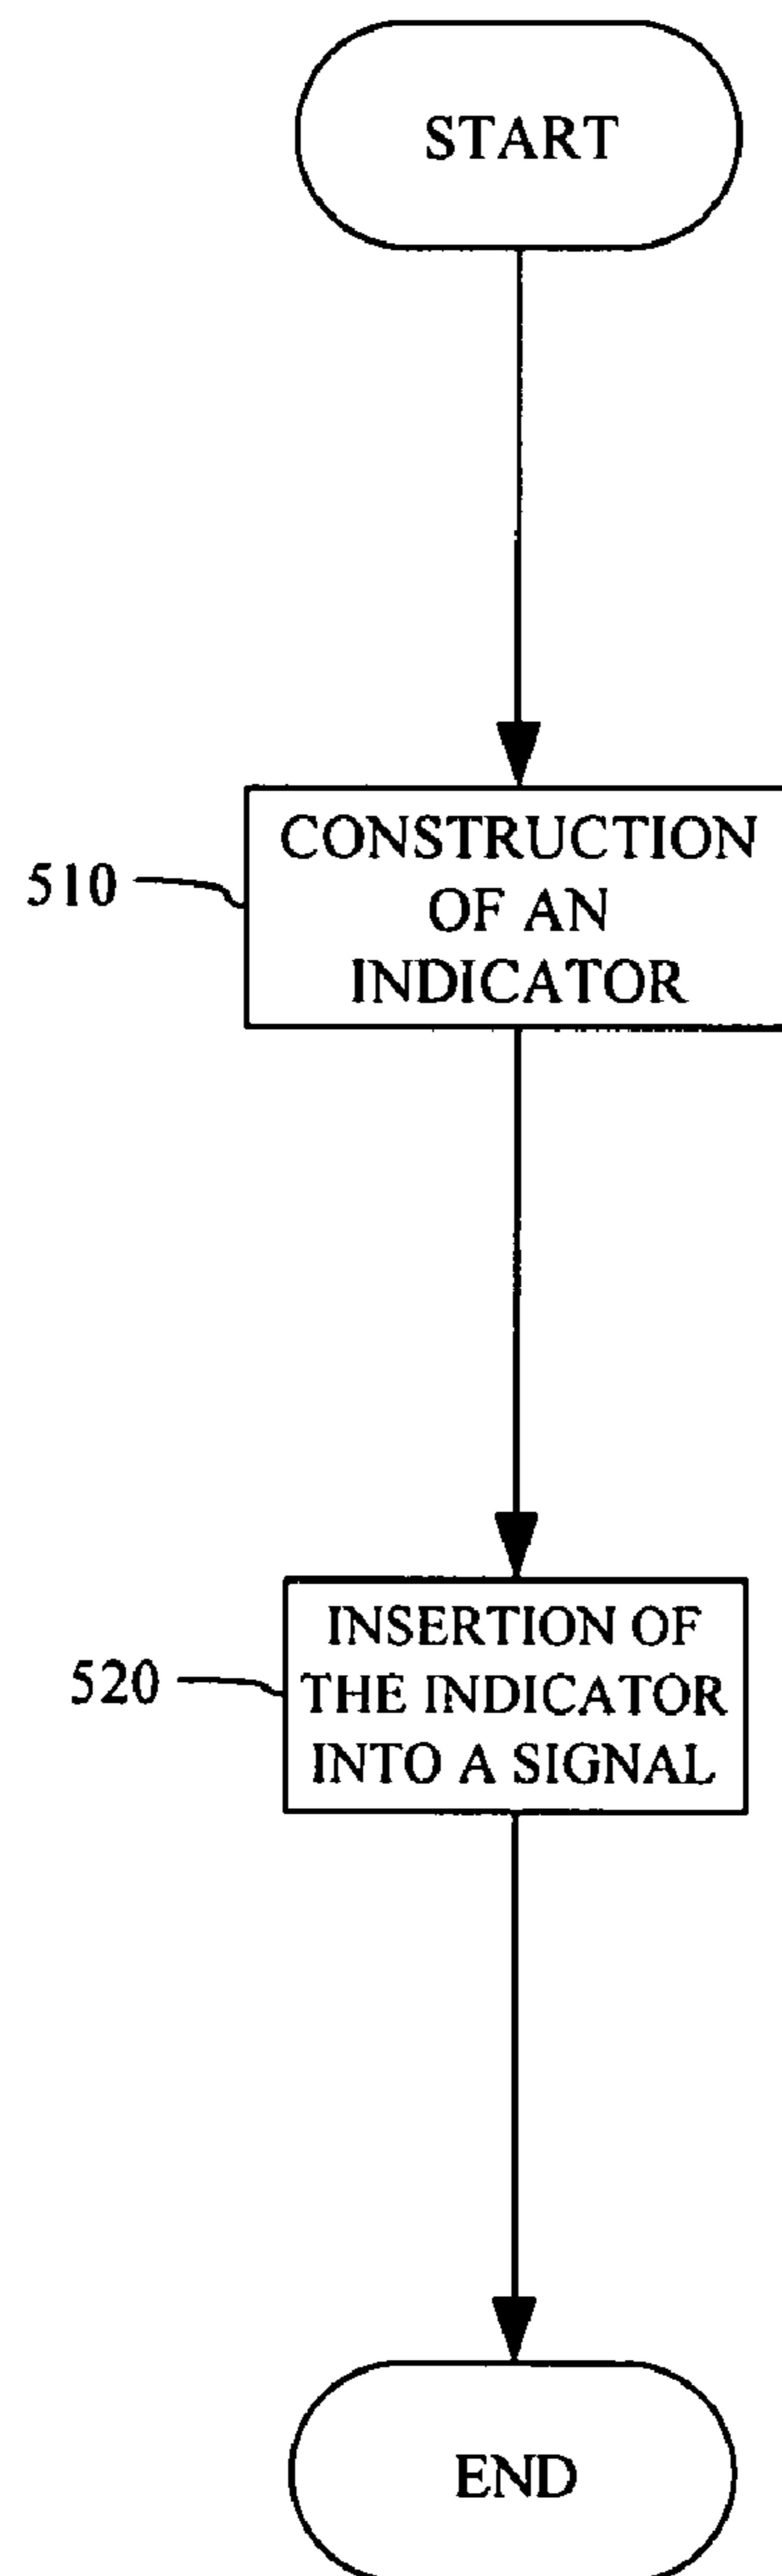 START
510
CONSTRUCTION
OF AN
INDICATOR
520
INSERTION OF
THE INDICATOR
INTO A SIGNAL
END